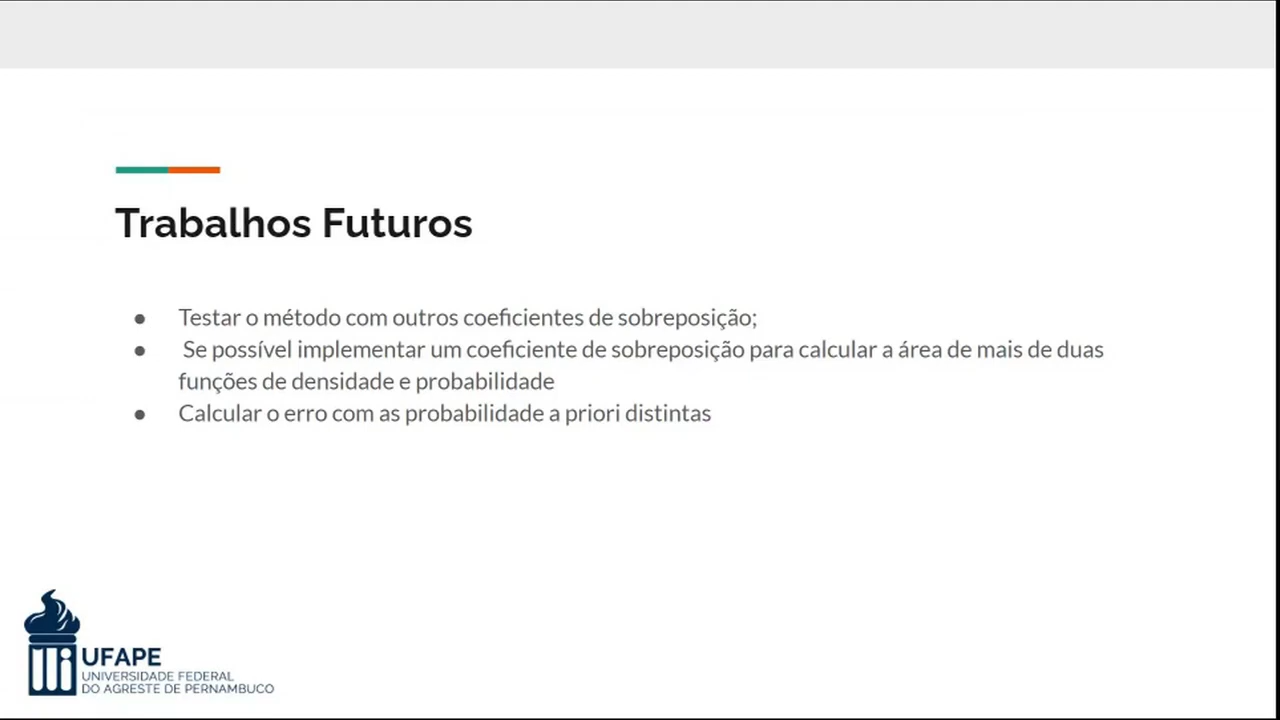 Trabalhos Futuros
● Testar o método com outros coeficientes de sobreposição;
● Se possível implementar um coeficiente de sobreposição para calcular a área de mais de duas
funções de densidade e probabilidade
● Calcular o erro com as probabilidade a priori distintas
UFAPE
UNIVERSIDADE FEDERAL
DO AGRESTE DE PERNAMBUCO